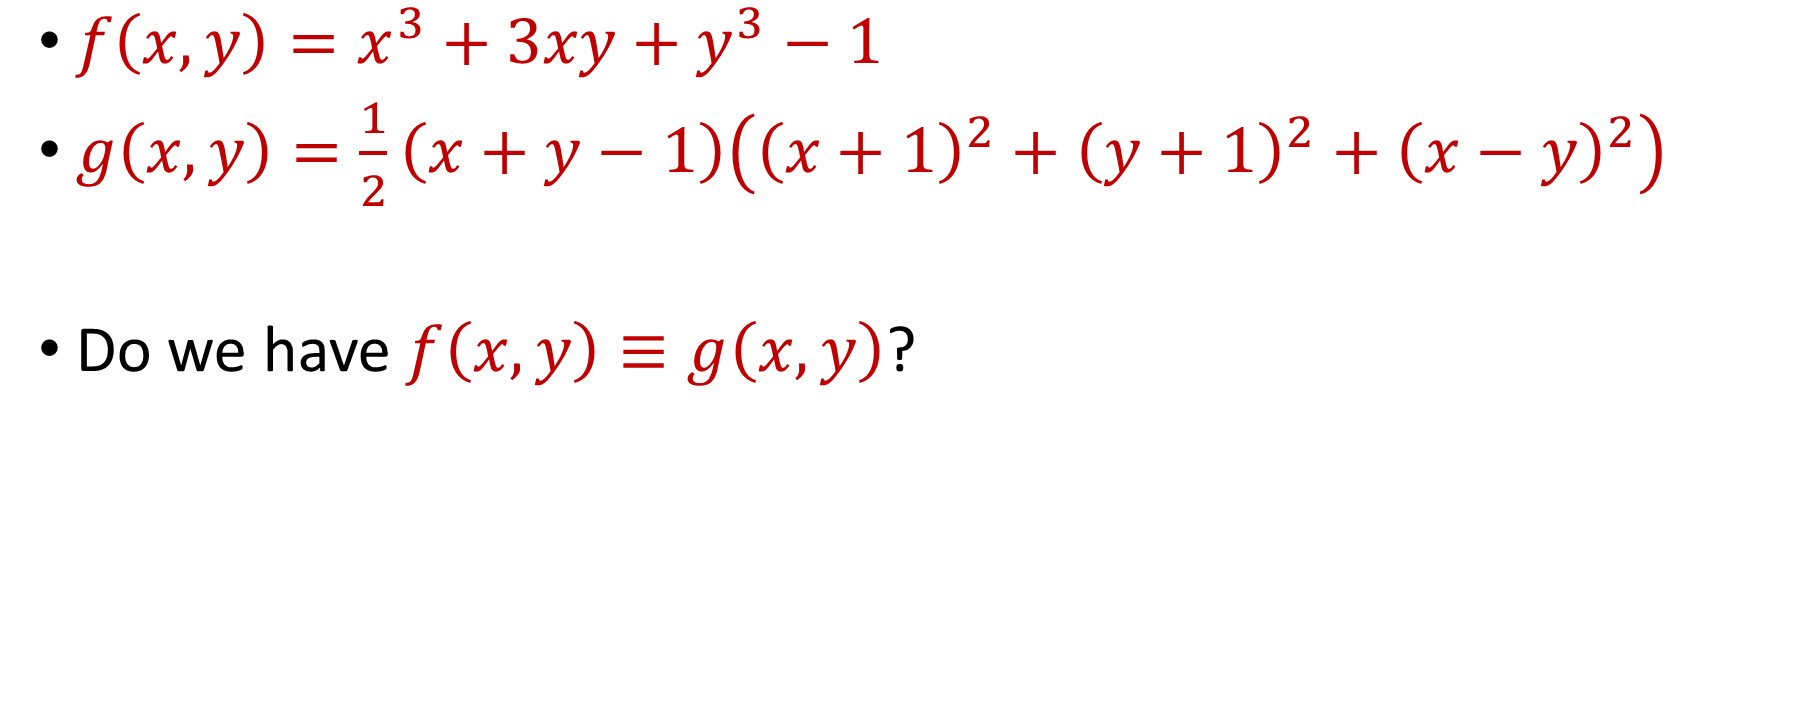 • f(x, y) = x³ + 3xy + y³ − 1
• g(x, y) = ½ (x + y − 1)((x + 1)² + (y + 1)² + (x − y)²)
• Do we have f(x, y) ≡ g(x, y)?